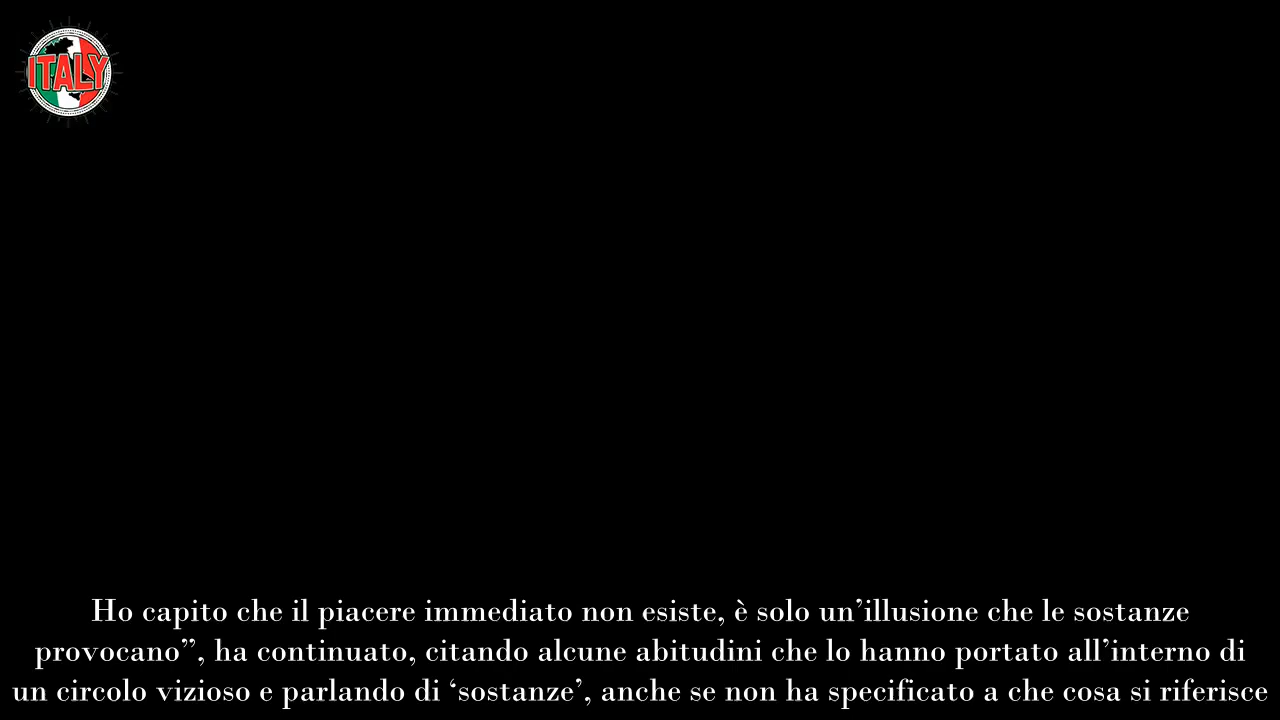 ITALY
Ho capito che il piacere immediato non esiste, è solo un’illusione che le sostanze
provocano”, ha continuato, citando alcune abitudini che lo hanno portato all’interno di
un circolo vizioso e parlando di ‘sostanze’, anche se non ha specificato a che cosa si riferisce